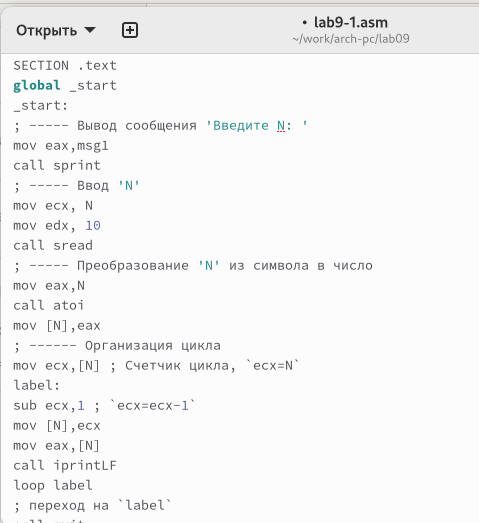 Открыть
• lab9-1.asm
~/work/arch-pc/lab09
SECTION .text
global _start
_start:
; ----- Вывод сообщения 'Введите N: '
mov eax,msg1
call sprint
; ----- Ввод 'N'
mov ecx, N
mov edx, 10
call sread
; ----- Преобразование 'N' из символа в число
mov eax,N
call atoi
mov [N],eax
; ------ Организация цикла
mov ecx,[N] ; Счетчик цикла, `ecx=N`
label:
sub ecx,1 ; `ecx=ecx-1`
mov [N],ecx
mov eax,[N]
call iprintLF
loop label
; переход на `label`